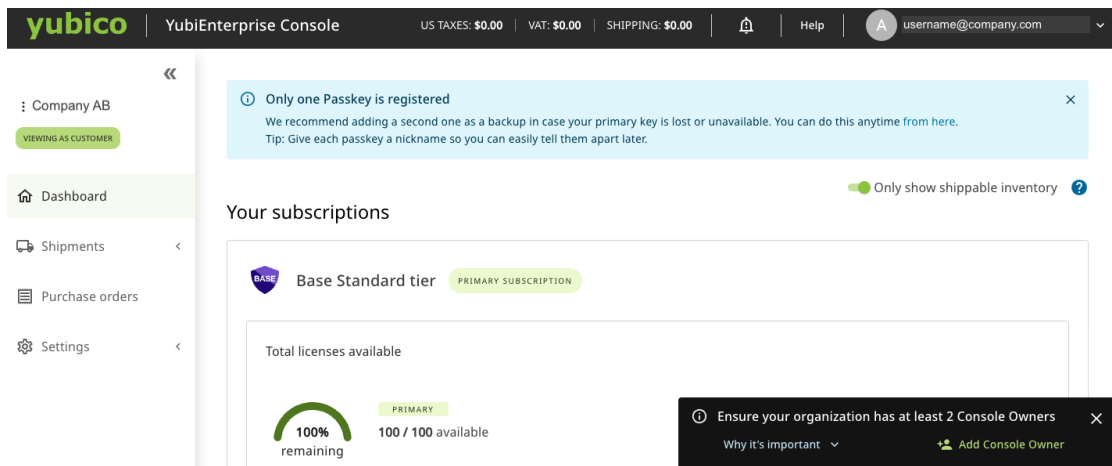 yubico YubiEnterprise Console US TAXES: $0.00 VAT: $0.00 SHIPPING: $0.00 Help A username@company.com
Company AB
VIEWING AS CUSTOMER
Dashboard
Shipments
Purchase orders
Settings
Only one Passkey is registered
We recommend adding a second one as a backup in case your primary key is lost or unavailable. You can do this anytime from here.
Tip: Give each passkey a nickname so you can easily tell them apart later.
Only show shippable inventory ?
Your subscriptions
BASE Base Standard tier PRIMARY SUBSCRIPTION
Total licenses available
100%
remaining
PRIMARY
100 / 100 available
Ensure your organization has at least 2 Console Owners
Why it's important Add Console Owner